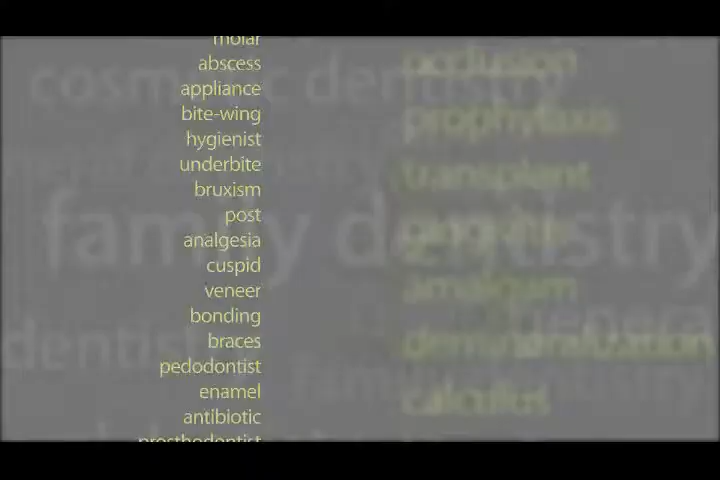 molar
abscess
appliance
bite-wing
hygienist
underbite
bruxism
post
analgesia
cuspid
veneer
bonding
braces
pedodontist
enamel
antibiotic
prosthodontist
occlusion
prophylaxis
transplant
amalgam
demineralization
calculus
cosmetic dentistry
family dentistry
dentistry